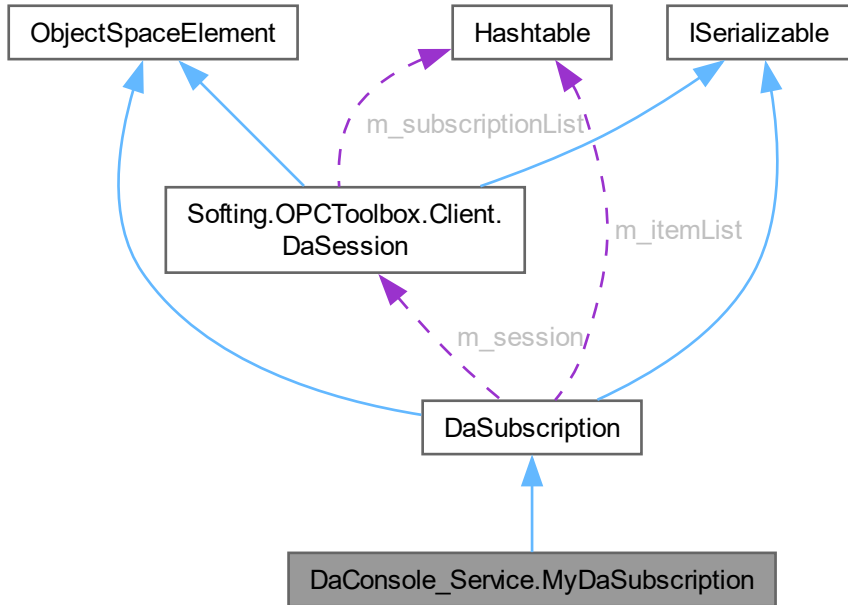 ObjectSpaceElement
Hashtable
ISerializable
m_subscriptionList
Softing.OPCToolbox.Client.
DaSession
m_itemList
m_session
DaSubscription
DaConsole_Service.MyDaSubscription